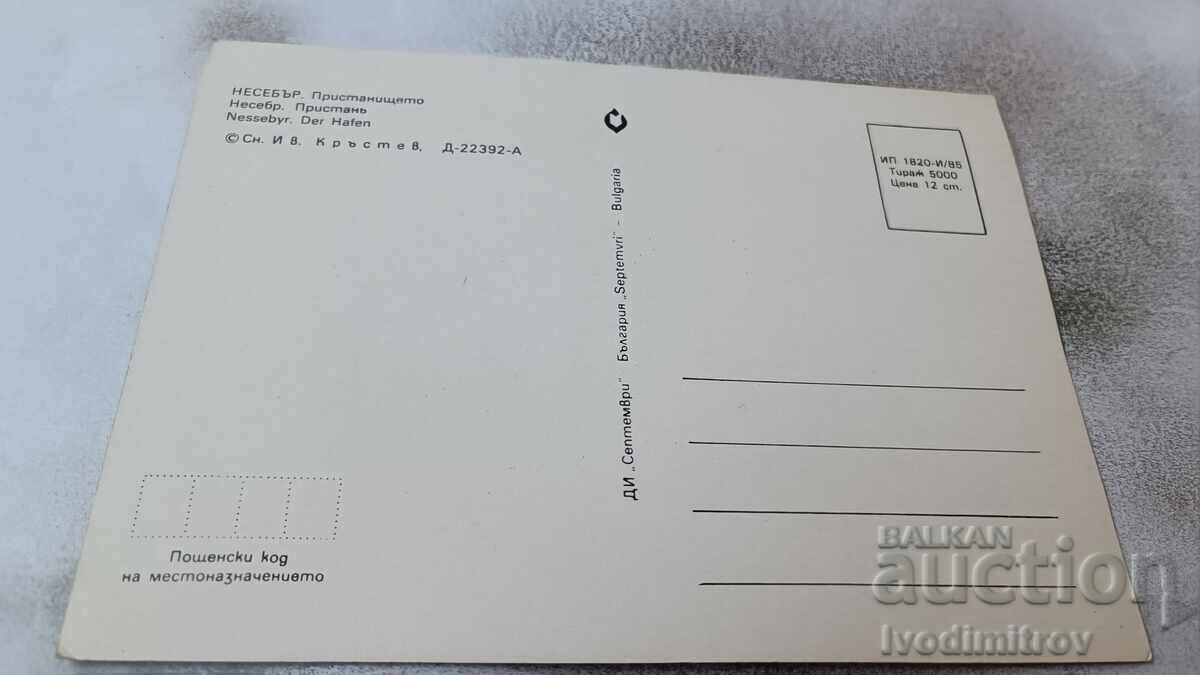 НЕСЕБЪР. Пристанището
Несебр. Пристань
Nessebyr. Der Hafen
© Сн. Ив. Кръстев, Д-22392-А
ДИ „Септември" България „Septemvri" - Bulgaria
ИП 1820-И/85
Тираж 5000
Цена 12 ст.
Пощенски код
на местоназначението
BALKAN
auction
Ivodimitrov